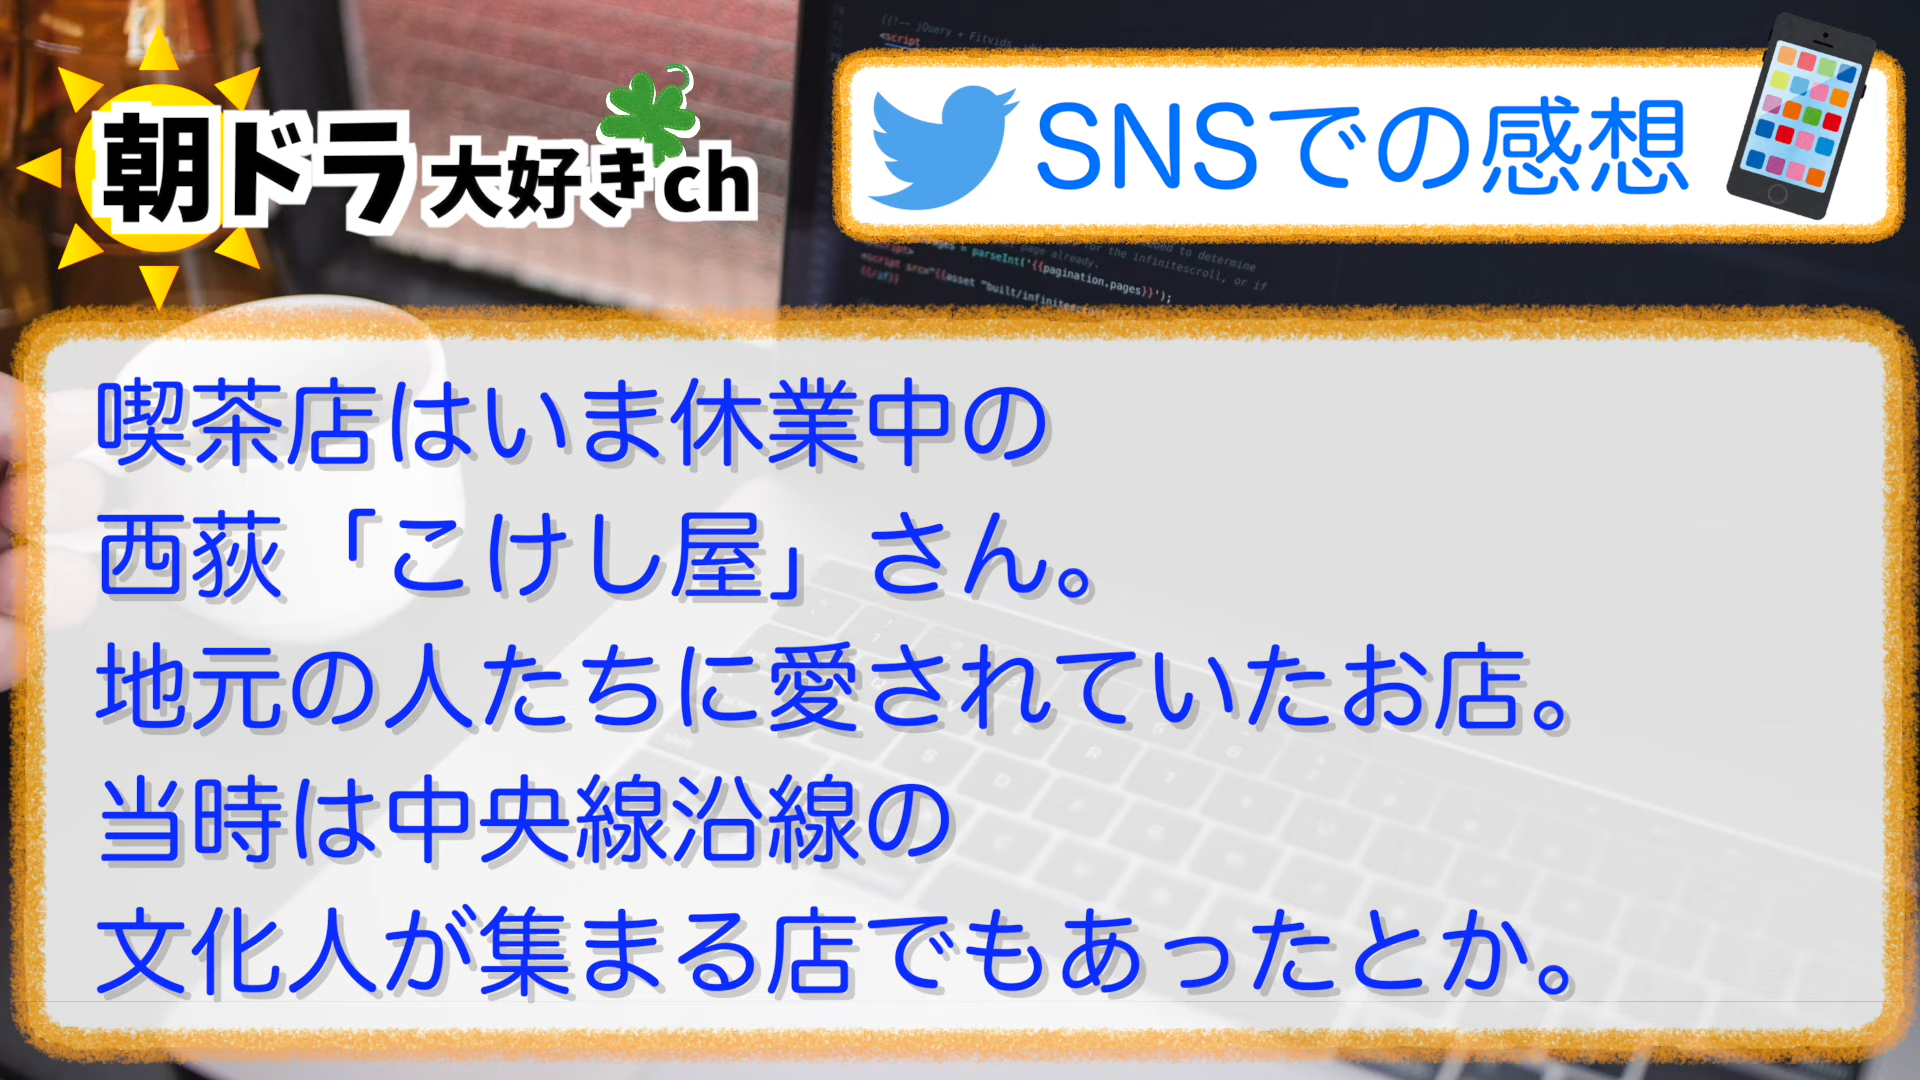 朝ドラ大好きch
SNSでの感想
喫茶店はいま休業中の
西荻「こけし屋」さん。
地元の人たちに愛されていたお店。
当時は中央線沿線の
文化人が集まる店でもあったとか。